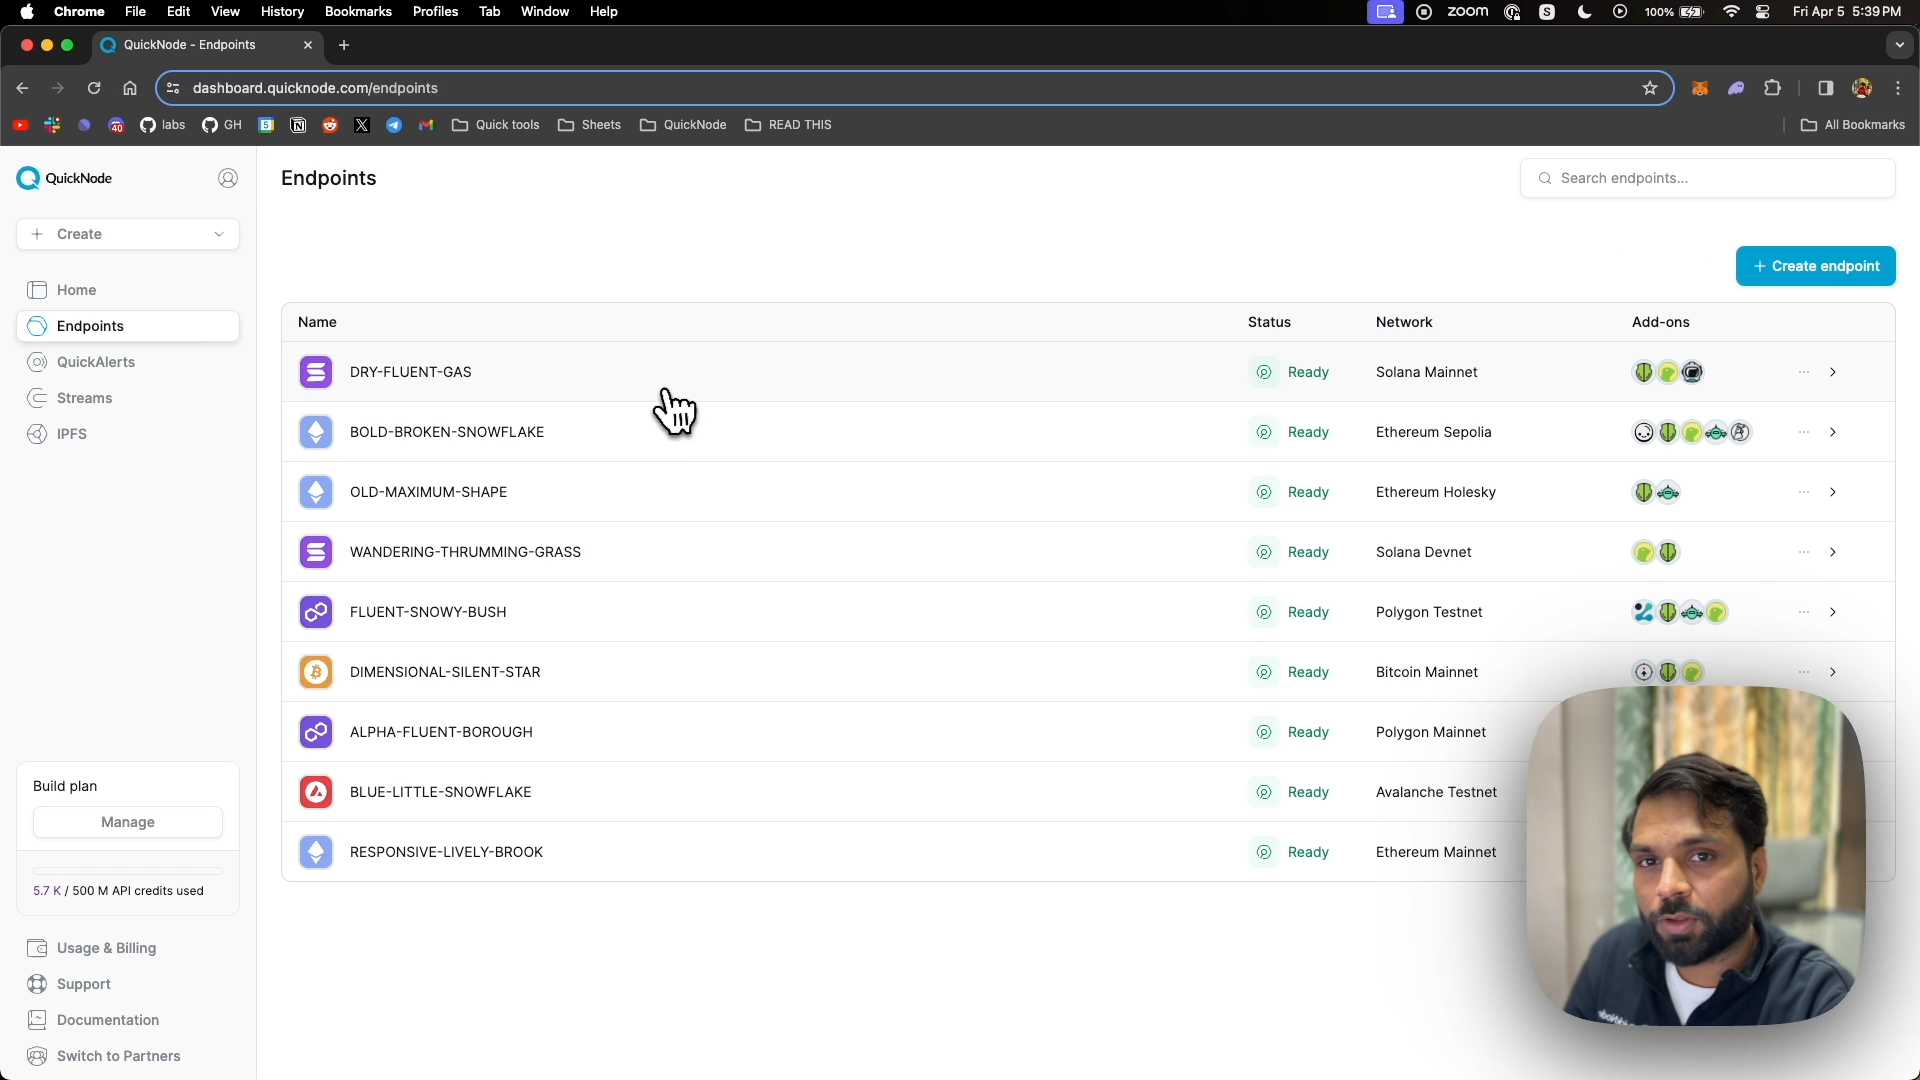 Chrome File Edit View History Bookmarks Profiles Tab Window Help zoom S 100% Fri Apr 5 5:39 PM
QuickNode - Endpoints
dashboard.quicknode.com/endpoints
40 labs GH 5 Quick tools Sheets QuickNode READ THIS All Bookmarks
QuickNode
Endpoints
Search endpoints...
Create
Create endpoint
Home
Endpoints
QuickAlerts
Streams
IPFS
Name Status Network Add-ons
DRY-FLUENT-GAS Ready Solana Mainnet
BOLD-BROKEN-SNOWFLAKE Ready Ethereum Sepolia
OLD-MAXIMUM-SHAPE Ready Ethereum Holesky
WANDERING-THRUMMING-GRASS Ready Solana Devnet
FLUENT-SNOWY-BUSH Ready Polygon Testnet
DIMENSIONAL-SILENT-STAR Ready Bitcoin Mainnet
ALPHA-FLUENT-BOROUGH Ready Polygon Mainnet
BLUE-LITTLE-SNOWFLAKE Ready Avalanche Testnet
RESPONSIVE-LIVELY-BROOK Ready Ethereum Mainnet
Build plan
Manage
5.7 K / 500 M API credits used
Usage & Billing
Support
Documentation
Switch to Partners